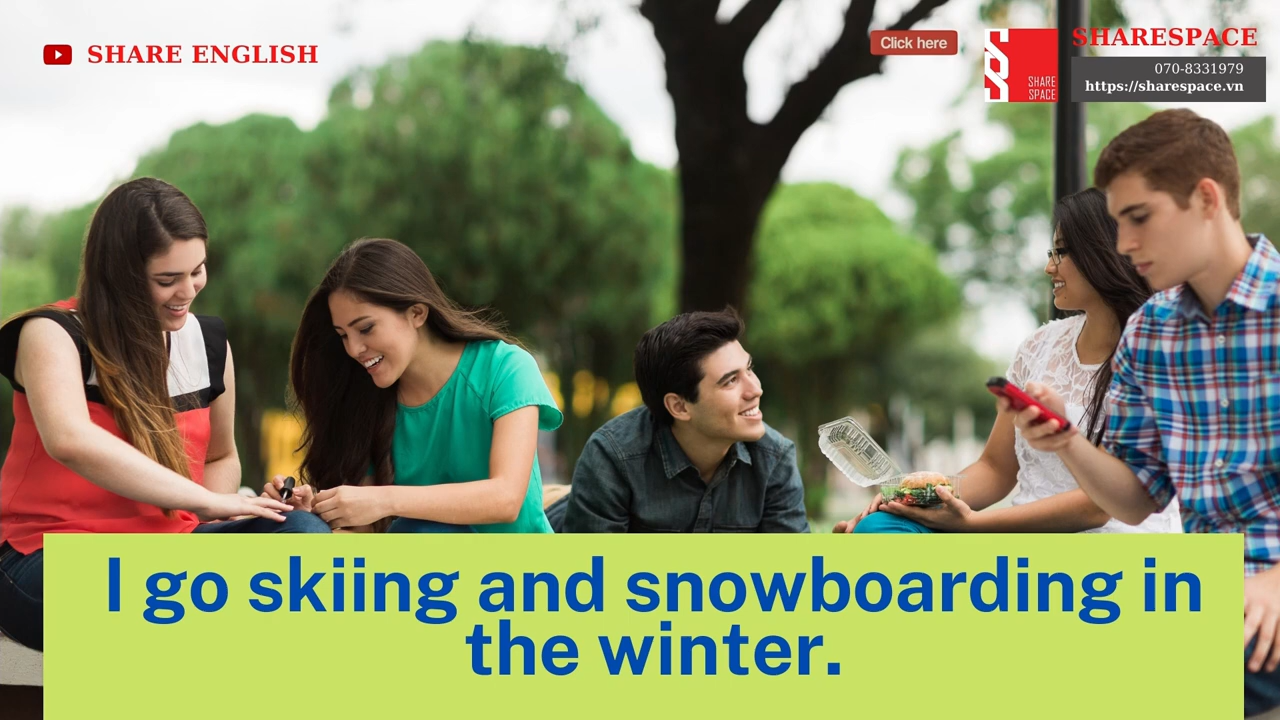 SHARE ENGLISH
Click here
SHARE
SPACE
SHARESPACE
070-8331979
https://sharespace.vn
I go skiing and snowboarding in
the winter.